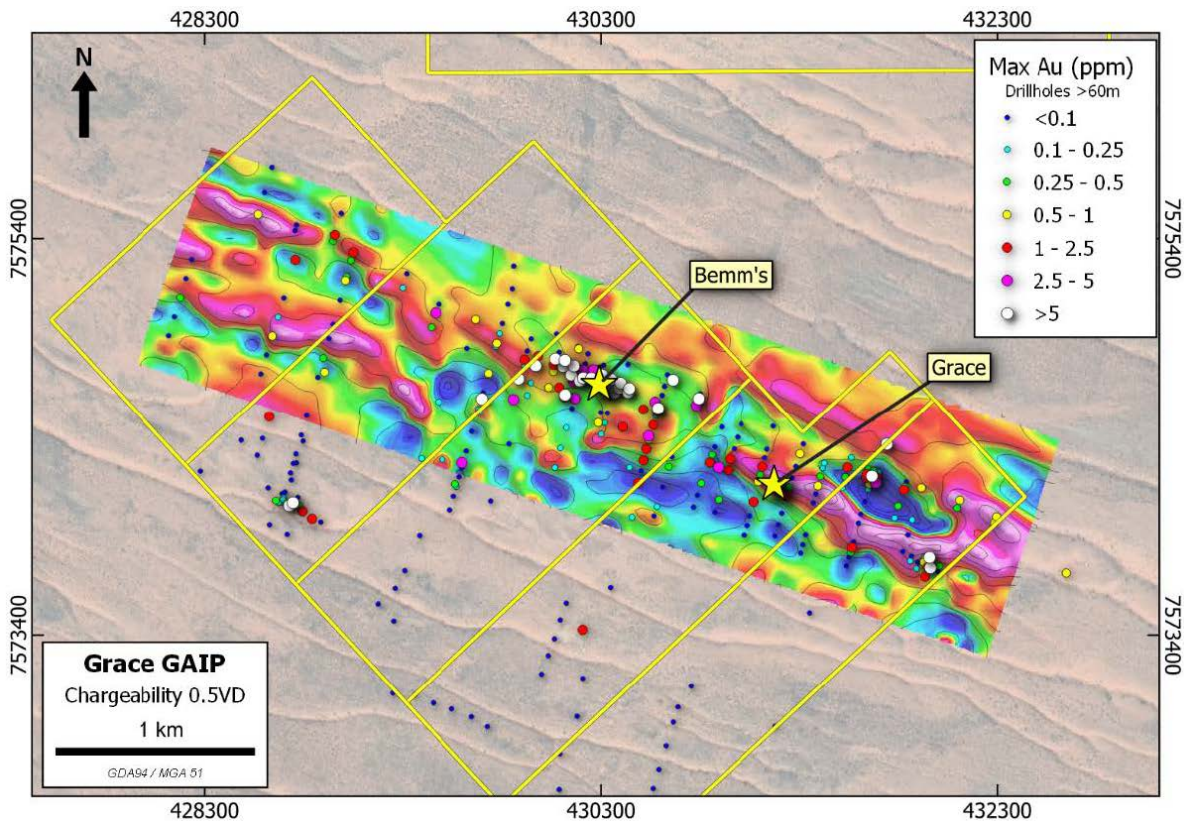 428300 430300 432300
N
Max Au (ppm)
Drillholes >60m
<0.1
0.1 - 0.25
0.25 - 0.5
0.5 - 1
1 - 2.5
2.5 - 5
>5
7575400
7575400
Bemm's
Grace
7573400
7573400
Grace GAIP
Chargeability 0.5VD
1 km
GDA94 / MGA 51
428300 430300 432300